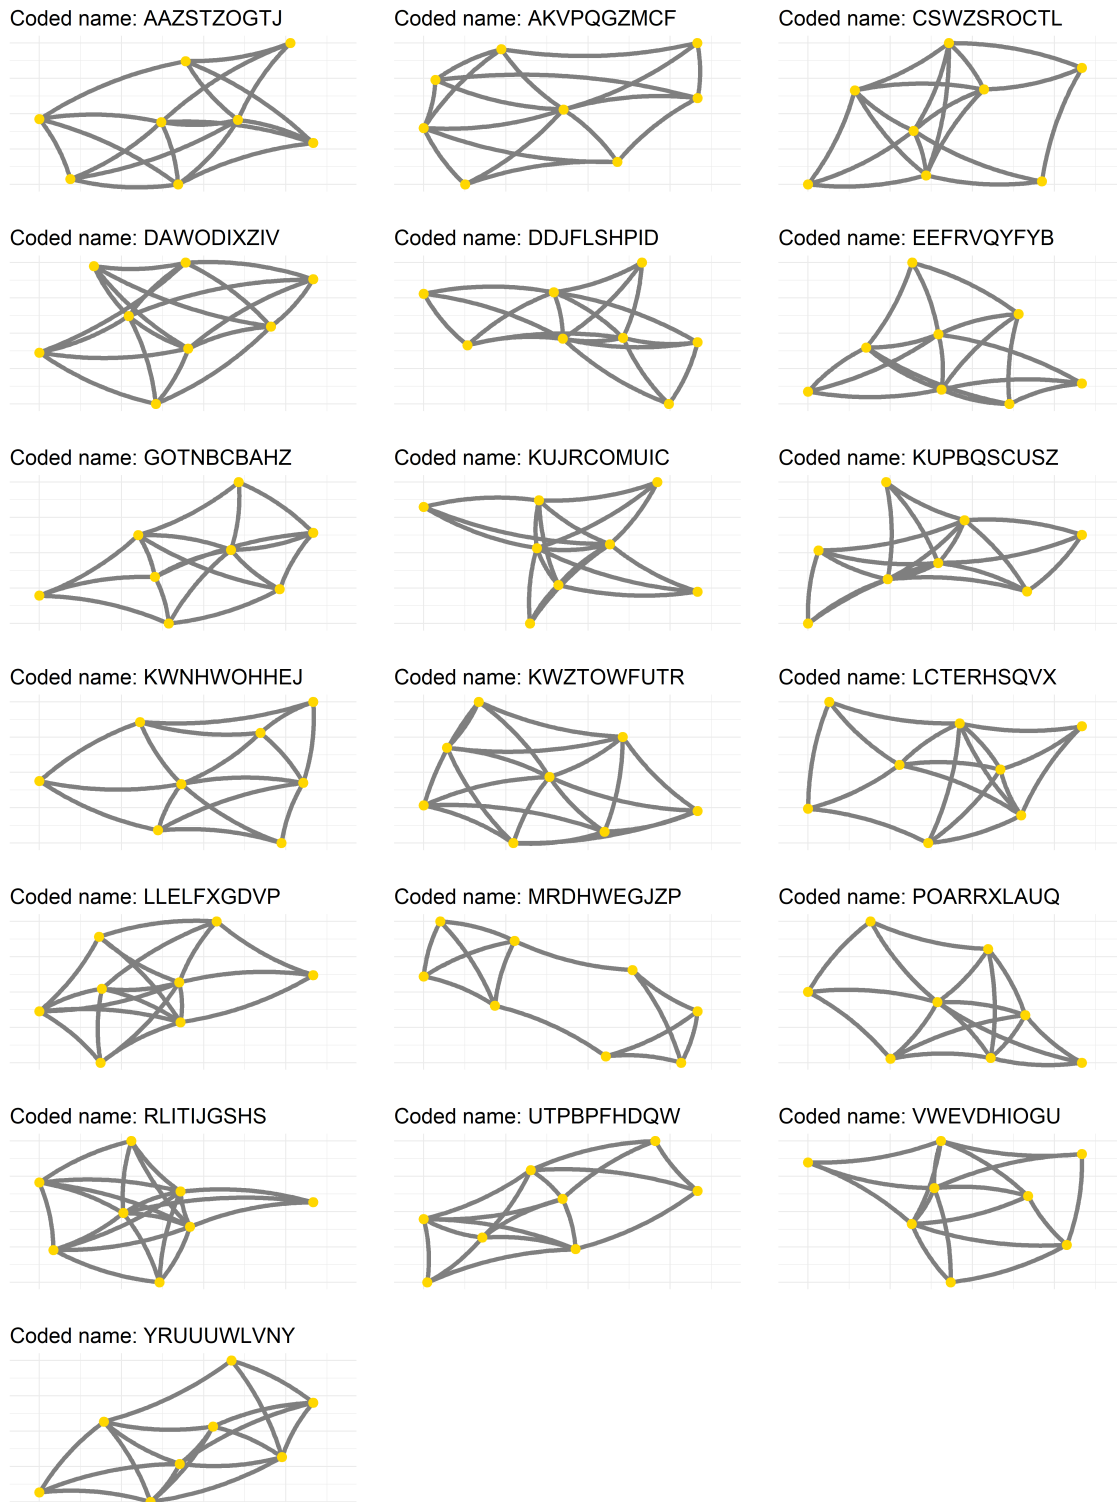 Coded name: AAZSTZOGTJ
Coded name: AKVPQGZMCF
Coded name: CSWZSROCTL
Coded name: DAWODIXZIV
Coded name: DDJFLSHPID
Coded name: EEFRVQYFYB
Coded name: GOTNBCBAHZ
Coded name: KUJRCOMUIC
Coded name: KUPBQSCUSZ
Coded name: KWNHWOHHEJ
Coded name: KWZTOWFUTR
Coded name: LCTERHSQVX
Coded name: LLELFXGDVP
Coded name: MRDHWEGJZP
Coded name: POARRXLAUQ
Coded name: RLITIJGSHS
Coded name: UTPBPFHDQW
Coded name: VWEVDHIOGU
Coded name: YRUUUWLVNY